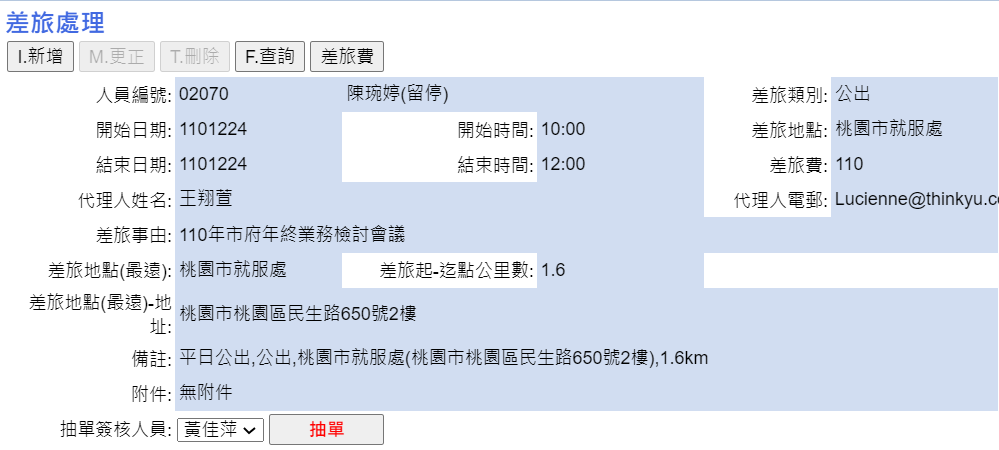 差旅處理
I.新增 M.更正 T.刪除 F.查詢 差旅費
人員編號: 02070 陳琬婷(留停) 差旅類別: 公出
開始日期: 1101224 開始時間: 10:00 差旅地點: 桃園市就服處
結束日期: 1101224 結束時間: 12:00 差旅費: 110
代理人姓名: 王翔萱 代理人電郵: Lucienne@thinkyu.c
差旅事由: 110年市府年終業務檢討會議
差旅地點(最遠): 桃園市就服處 差旅起-迄點公里數: 1.6
差旅地點(最遠)-地
址: 桃園市桃園區民生路650號2樓
備註: 平日公出,公出,桃園市就服處(桃園市桃園區民生路650號2樓),1.6km
附件: 無附件
抽單簽核人員: 黃佳萍 抽單